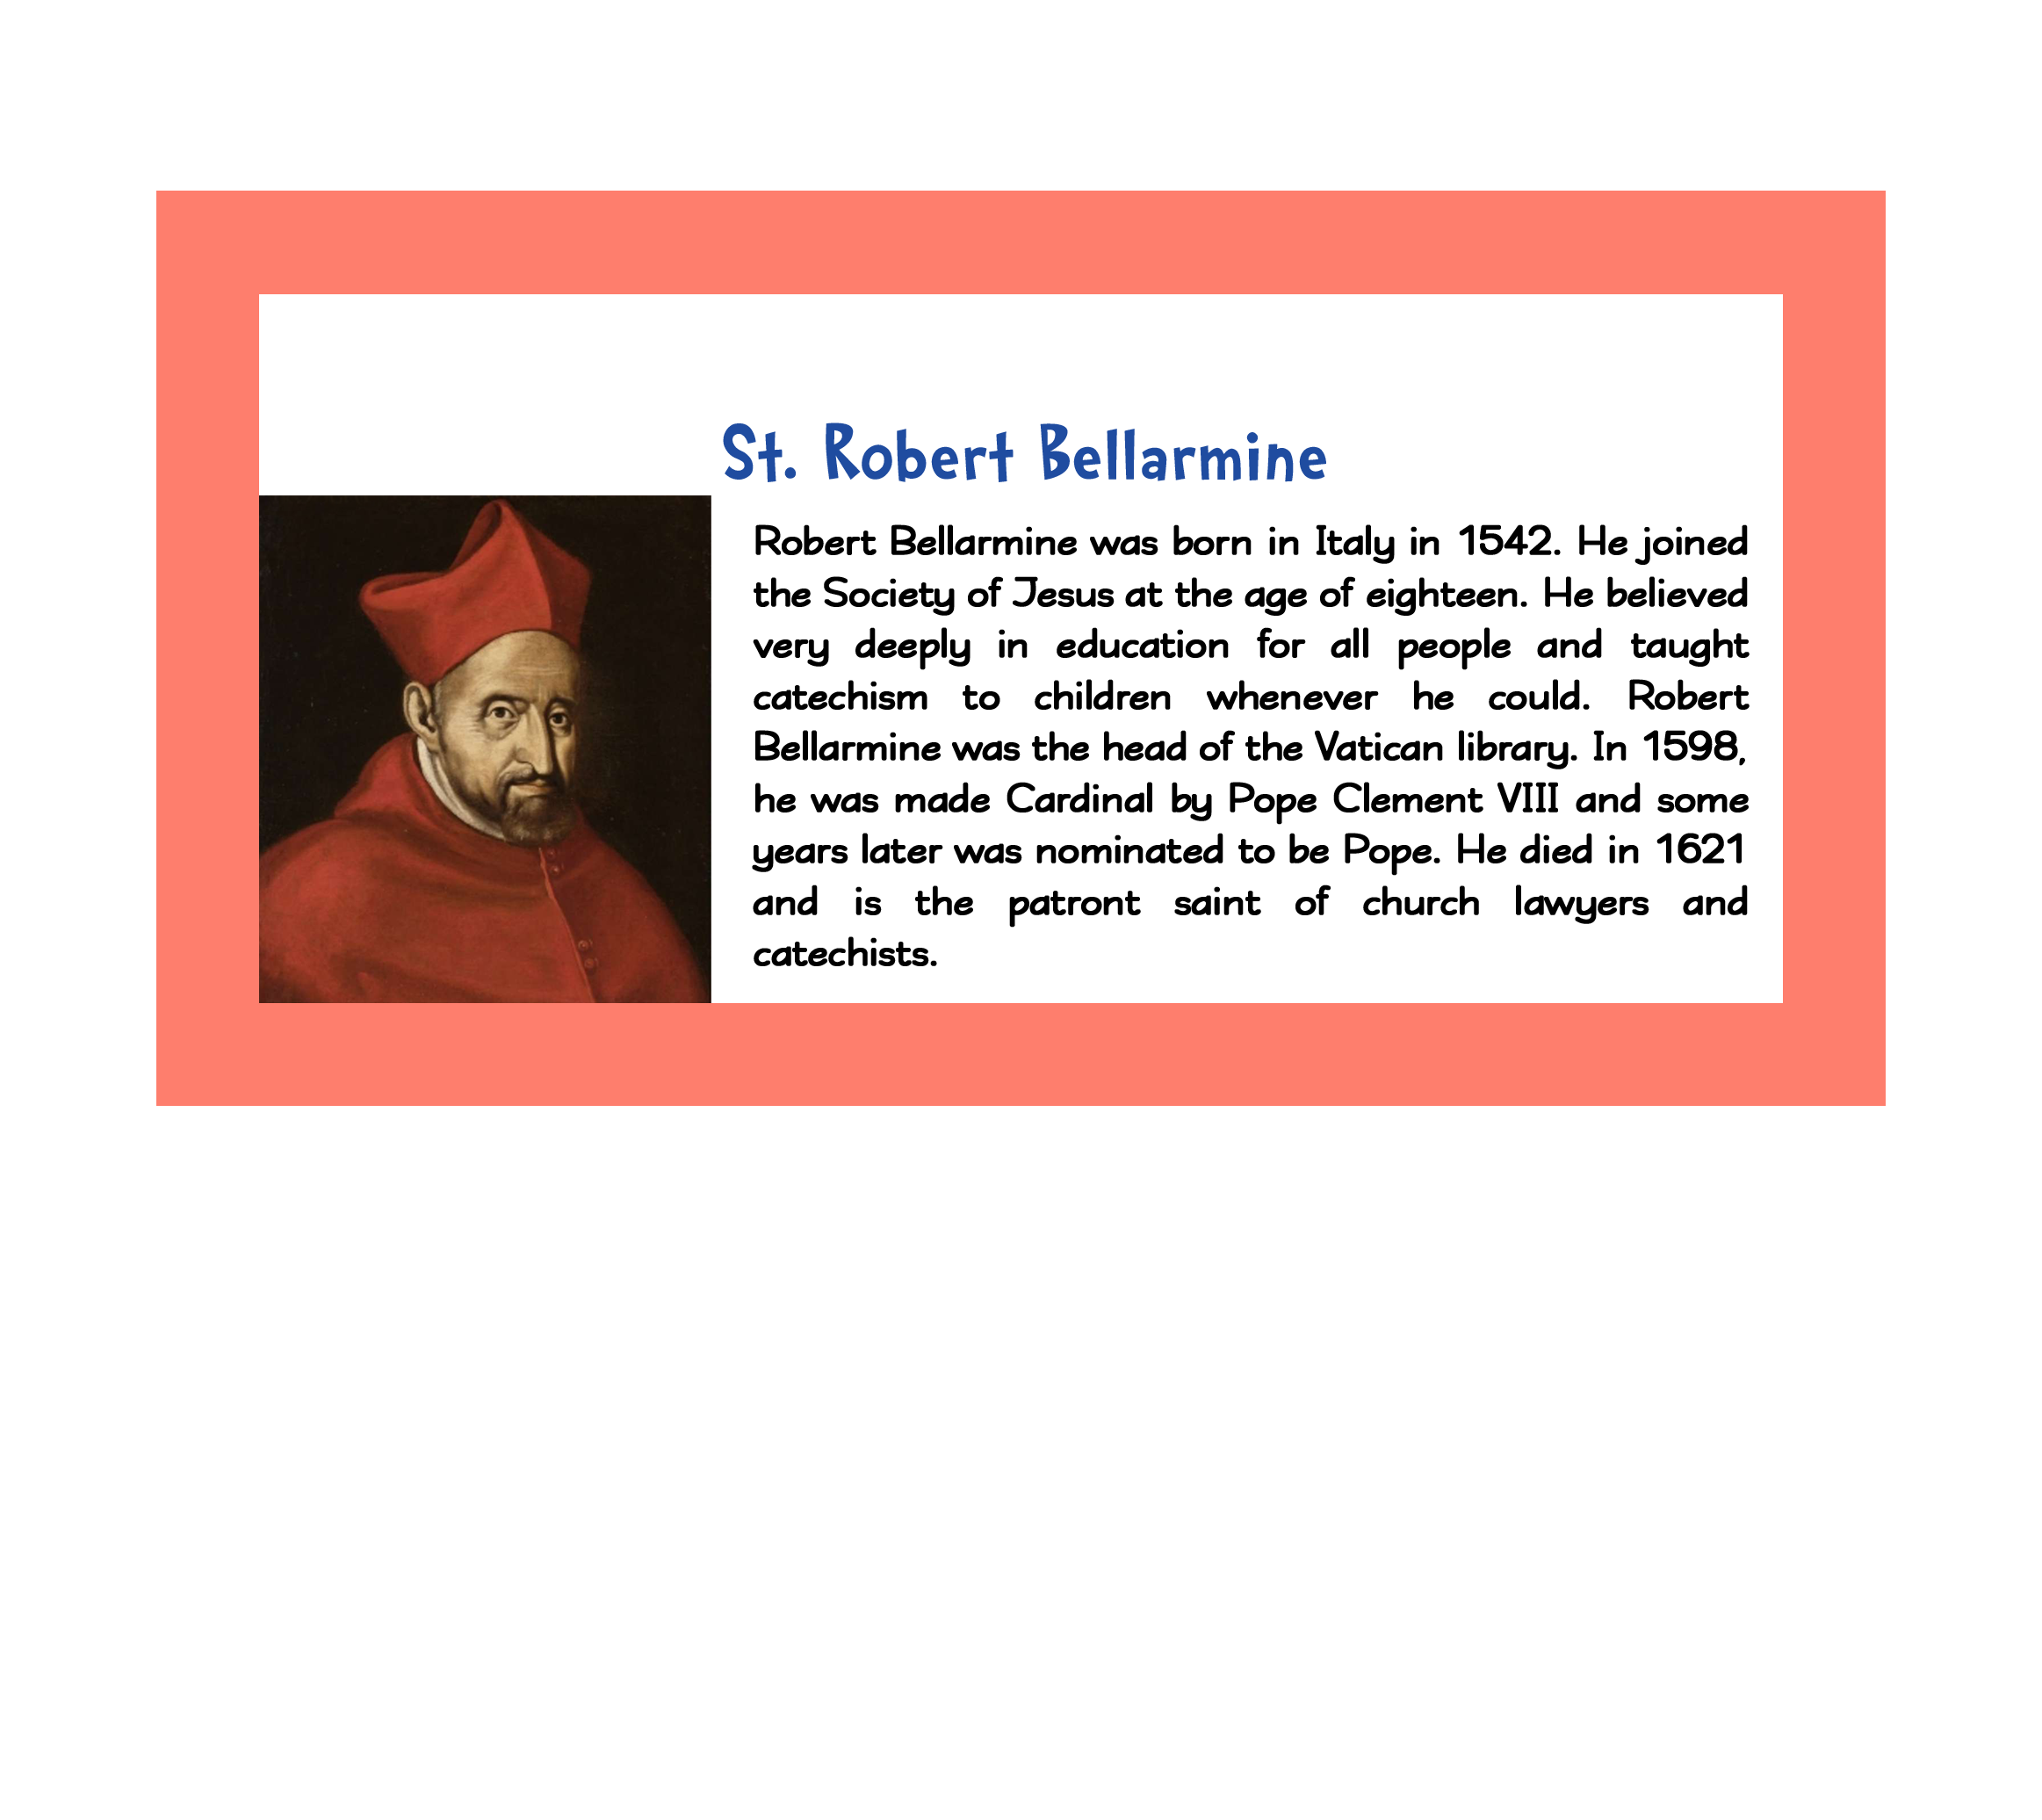 St. Robert Bellarmine
Robert Bellarmine was born in Italy in 1542. He joined
the Society of Jesus at the age of eighteen. He believed
very deeply in education for all people and taught
catechism to children whenever he could. Robert
Bellarmine was the head of the Vatican library. In 1598,
he was made Cardinal by Pope Clement VIII and some
years later was nominated to be Pope. He died in 1621
and is the patront saint of church lawyers and
catechists.